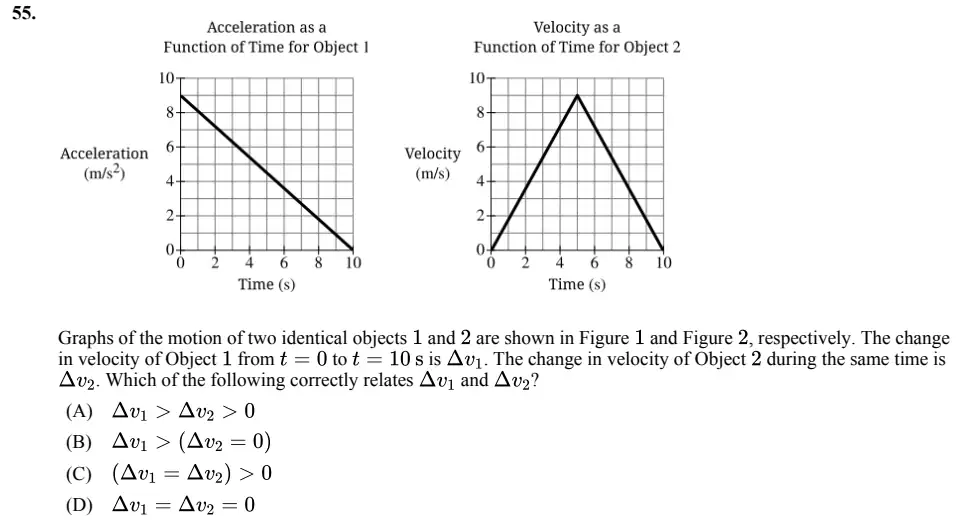 55.
Acceleration as a
Function of Time for Object 1
10
8
6
4
2
0
Acceleration
(m/s²)
0 2 4 6 8 10
Time (s)
Velocity as a
Function of Time for Object 2
10
8
6
4
2
0
Velocity
(m/s)
0 2 4 6 8 10
Time (s)
Graphs of the motion of two identical objects 1 and 2 are shown in Figure 1 and Figure 2, respectively. The change
in velocity of Object 1 from t = 0 to t = 10 s is Δv₁. The change in velocity of Object 2 during the same time is
Δv₂. Which of the following correctly relates Δv₁ and Δv₂?
(A) Δv₁ > Δv₂ > 0
(B) Δv₁ > (Δv₂ = 0)
(C) (Δv₁ = Δv₂) > 0
(D) Δv₁ = Δv₂ = 0